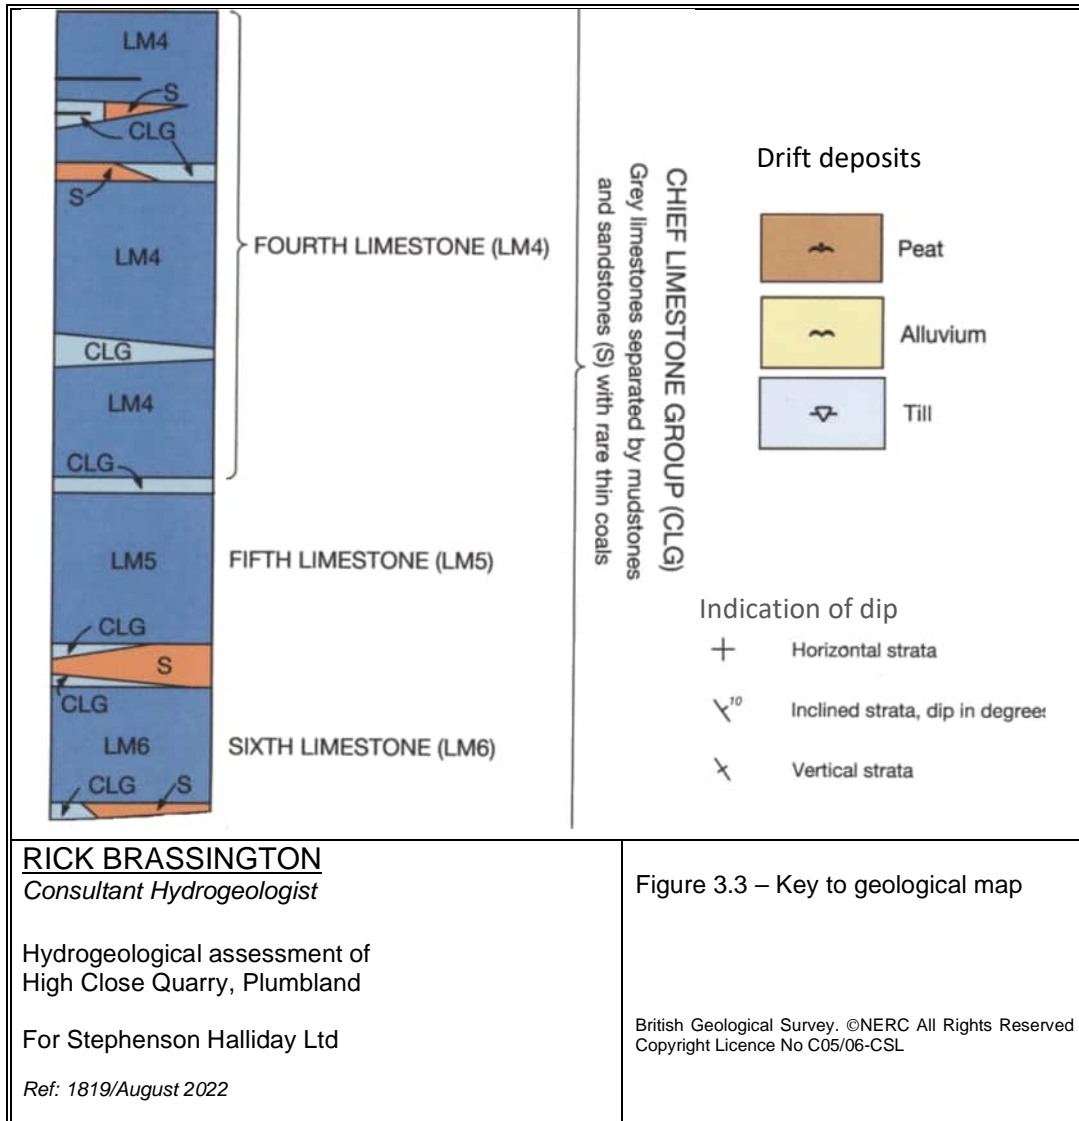 LM4
S
CLG
S
LM4
CLG
LM4
CLG
LM5
CLG
S
CLG
LM6
CLG
S
FOURTH LIMESTONE (LM4)
FIFTH LIMESTONE (LM5)
SIXTH LIMESTONE (LM6)
CHIEF LIMESTONE GROUP (CLG)
Grey limestones separated by mudstones
and sandstones (S) with rare thin coals
Drift deposits
Peat
Alluvium
Till
Indication of dip
Horizontal strata
10
Inclined strata, dip in degrees
Vertical strata
RICK BRASSINGTON
Consultant Hydrogeologist
Hydrogeological assessment of
High Close Quarry, Plumbland
For Stephenson Halliday Ltd
Ref: 1819/August 2022
Figure 3.3 – Key to geological map
British Geological Survey. ©NERC All Rights Reserved
Copyright Licence No C05/06-CSL